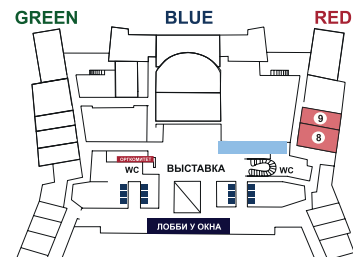 GREEN BLUE RED
9
8
ОРГКОМИТЕТ
WC ВЫСТАВКА WC
ЛОББИ У ОКНА